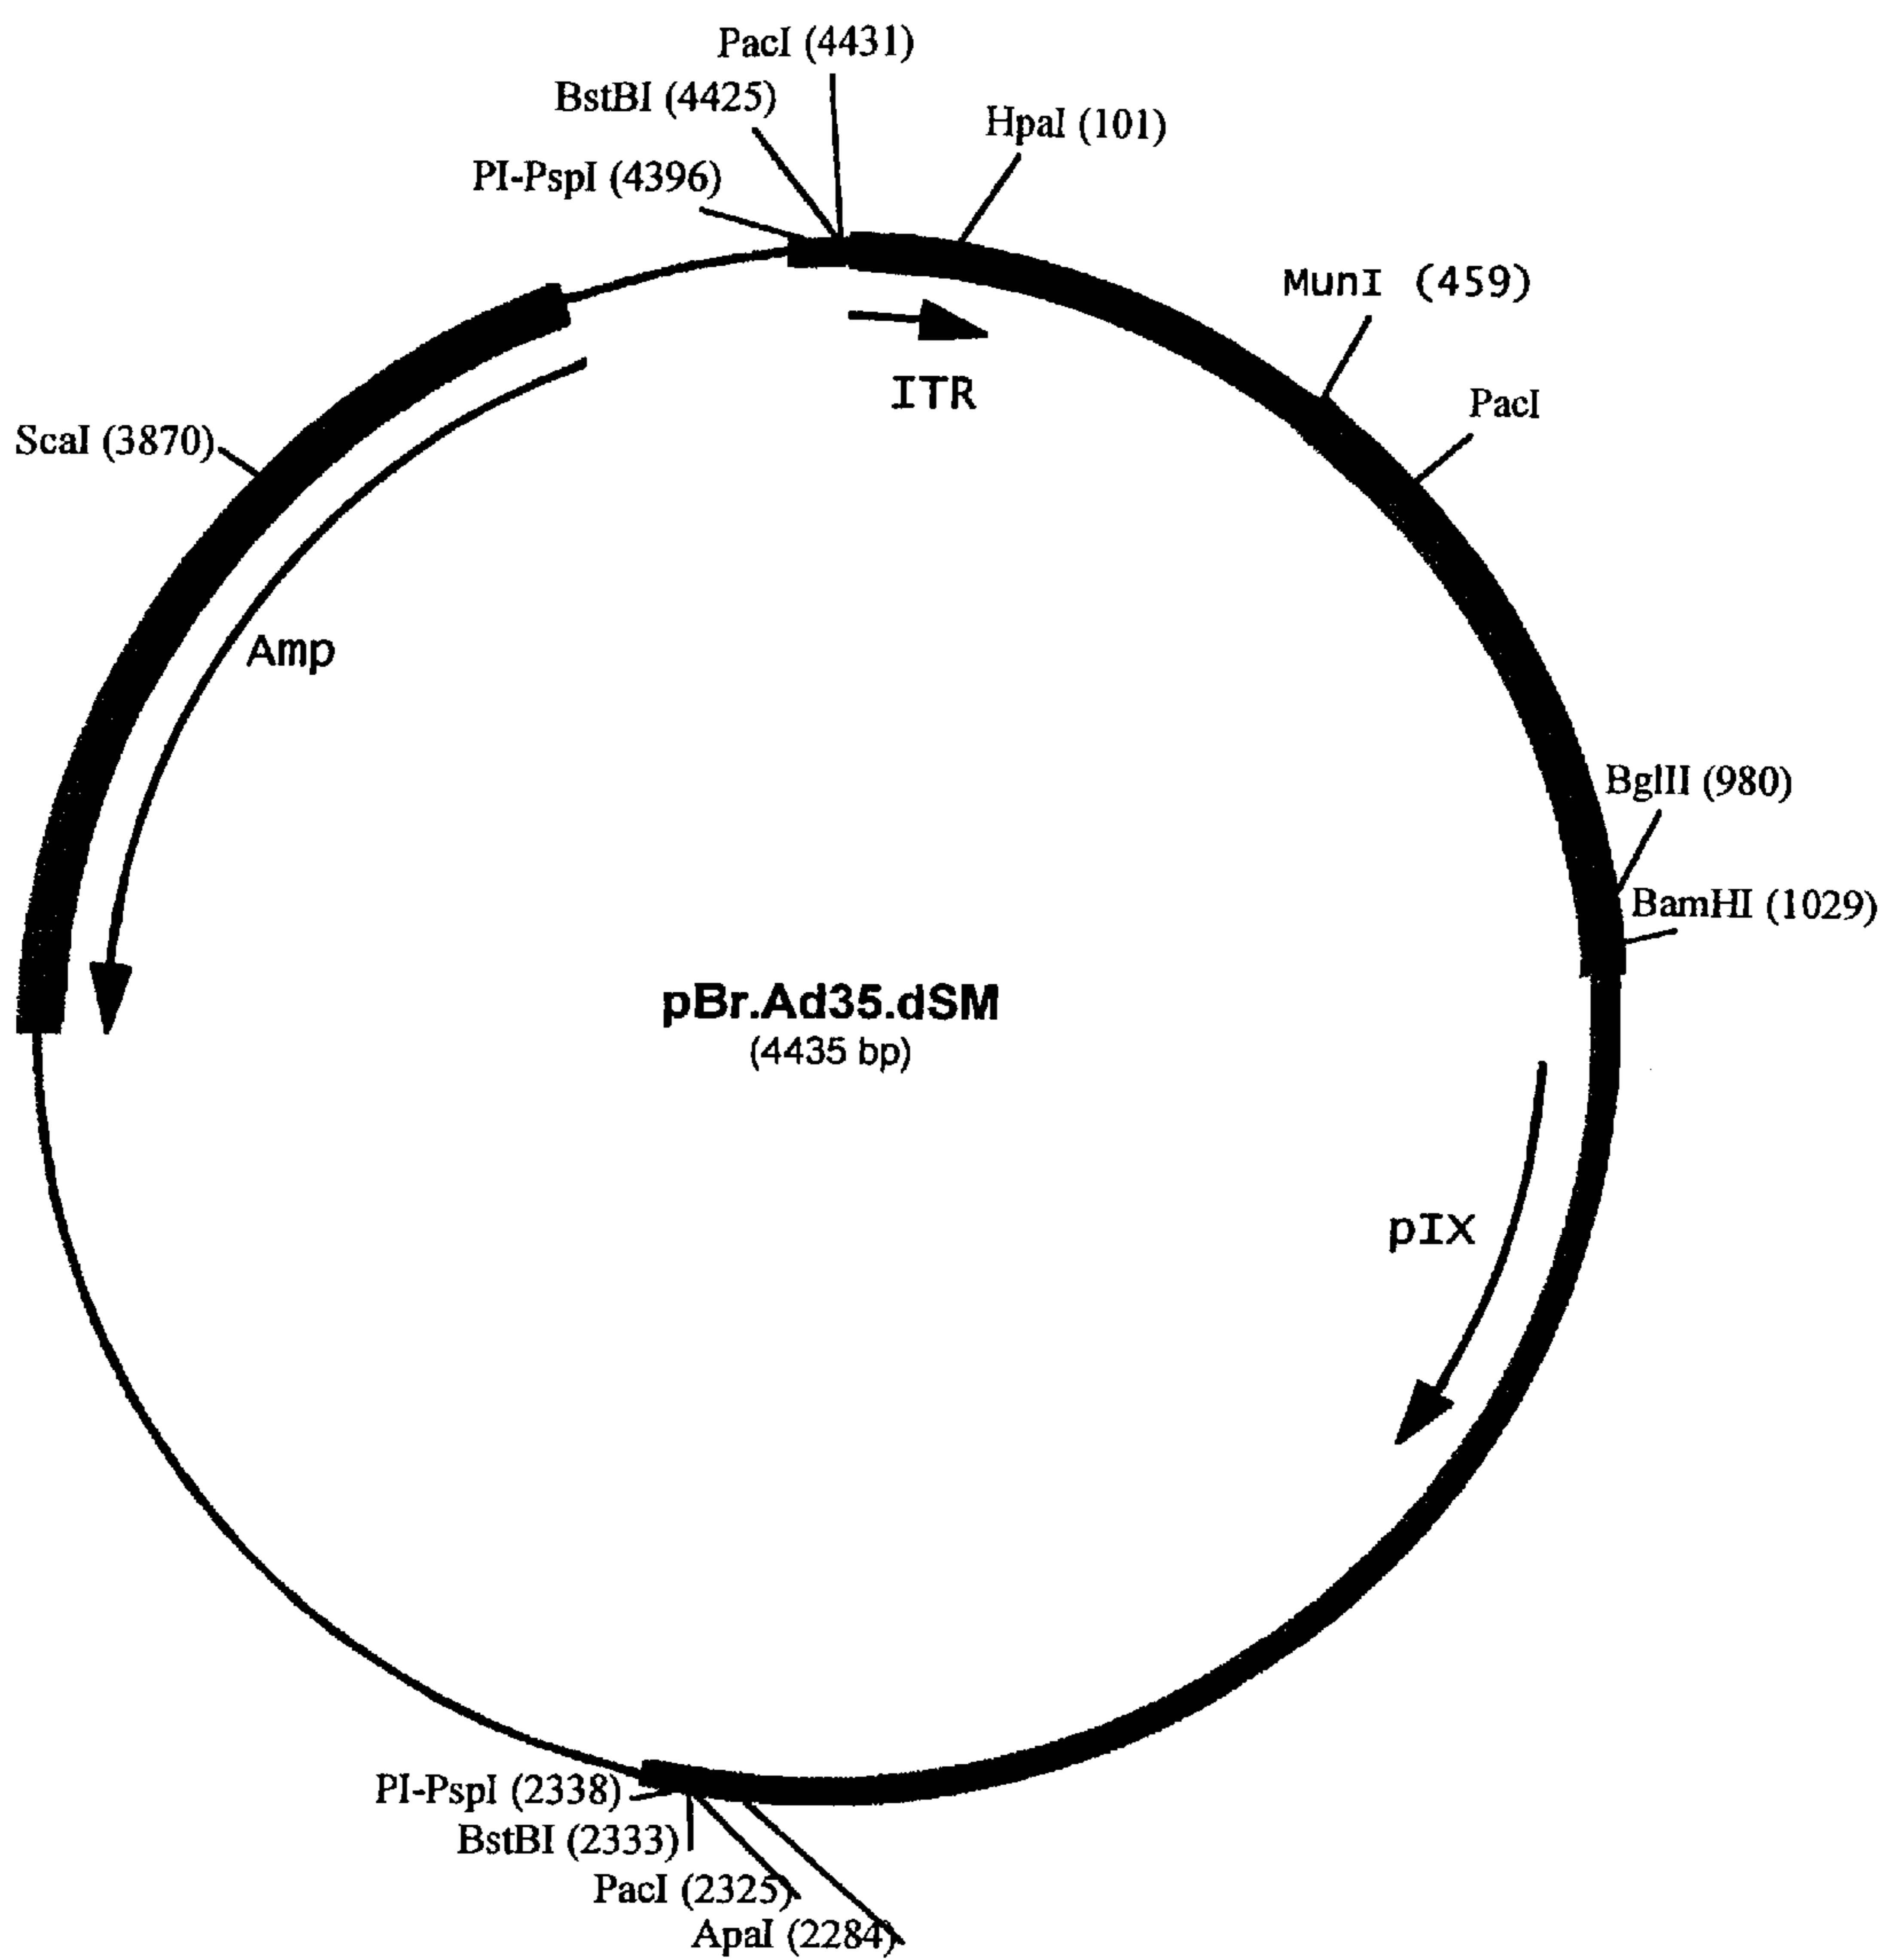 PacI (4431)
BstBI (4425)
HpaI (101)
PI-PspI (4396)
MunI (459)
ITR
PacI
ScaI (3870)
Amp
BglII (980)
BamHI (1029)
pBr.Ad35.dSM
(4435 bp)
pIX
PI-PspI (2338)
BstBI (2333)
PacI (2325)
ApaI (2284)